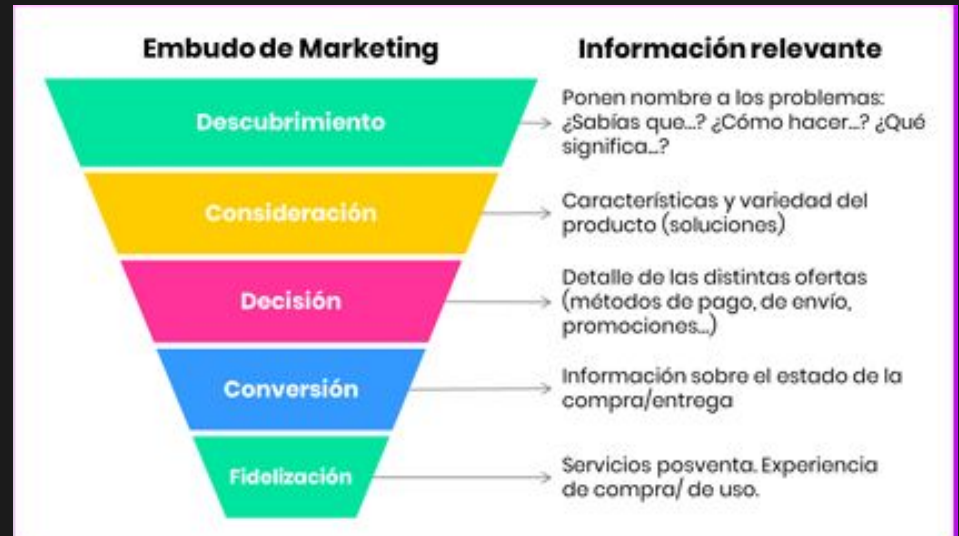 Embudo de Marketing
Información relevante
Descubrimiento
Ponen nombre a los problemas:
¿Sabías que...? ¿Cómo hacer...? ¿Qué
significa...?
Consideración
Características y variedad del
producto (soluciones)
Decisión
Detalle de las distintas ofertas
(métodos de pago, de envío,
promociones...)
Conversión
Información sobre el estado de la
compra/entrega
Fidelización
Servicios posventa. Experiencia
de compra/ de uso.